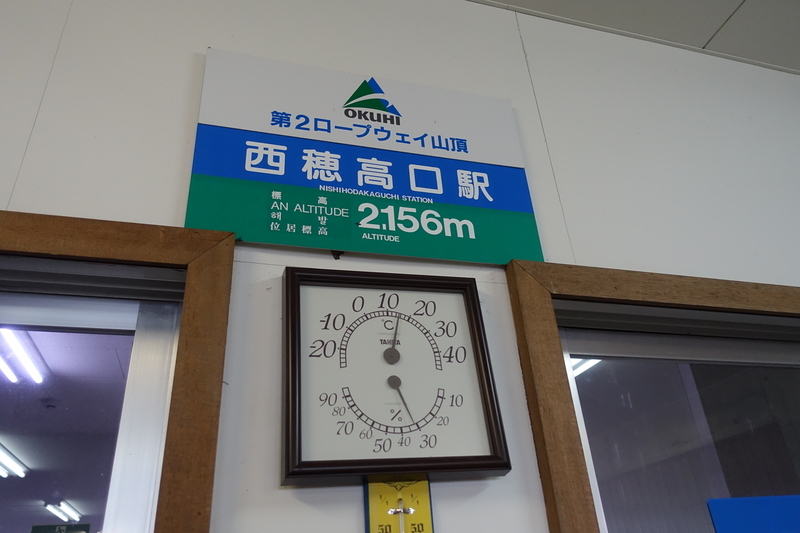 OKUHI
第2ロープウェイ山頂
西穂高口駅
NISHIHODAKAGUCHI STATION
標高
AN ALTITUDE
해발
位居標高
2,156m
ALTITUDE
-20 -10 0 10 20 30 40
℃
TANITA
90 80 70 60 50 40 30 20 10
%
50 50